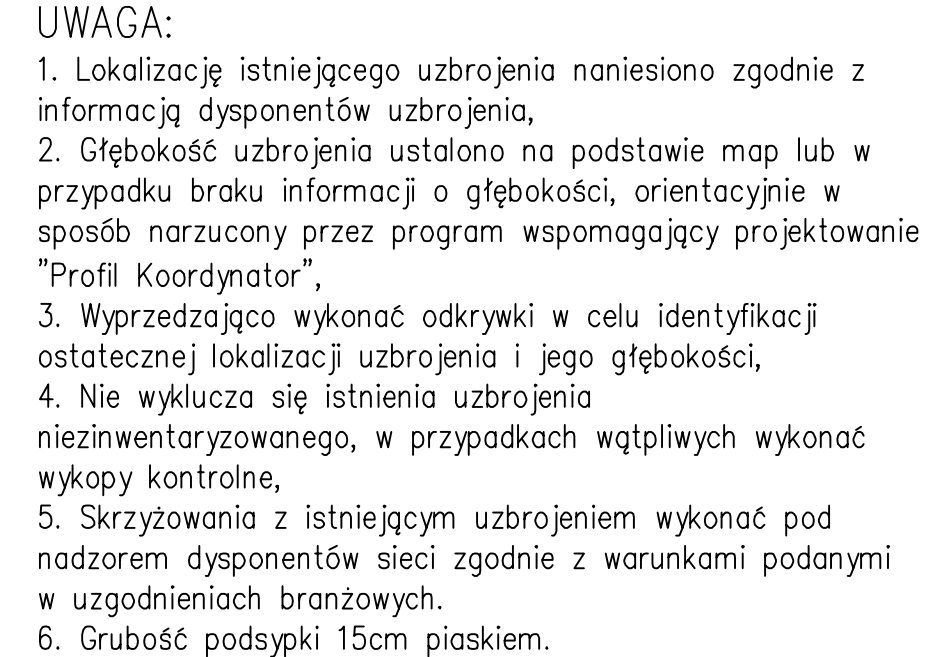 UWAGA:
1. Lokalizację istniejącego uzbrojenia naniesiono zgodnie z
informacją dysponentów uzbrojenia,
2. Głębokość uzbrojenia ustalono na podstawie map lub w
przypadku braku informacji o głębokości, orientacyjnie w
sposób narzucony przez program wspomagający projektowanie
"Profil Koordynator",
3. Wyprzedzająco wykonać odkrywki w celu identyfikacji
ostatecznej lokalizacji uzbrojenia i jego głębokości,
4. Nie wyklucza się istnienia uzbrojenia
niezinwentaryzowanego, w przypadkach wątpliwych wykonać
wykopy kontrolne,
5. Skrzyżowania z istniejącym uzbrojeniem wykonać pod
nadzorem dysponentów sieci zgodnie z warunkami podanymi
w uzgodnieniach branżowych.
6. Grubość podsypki 15cm piaskiem.